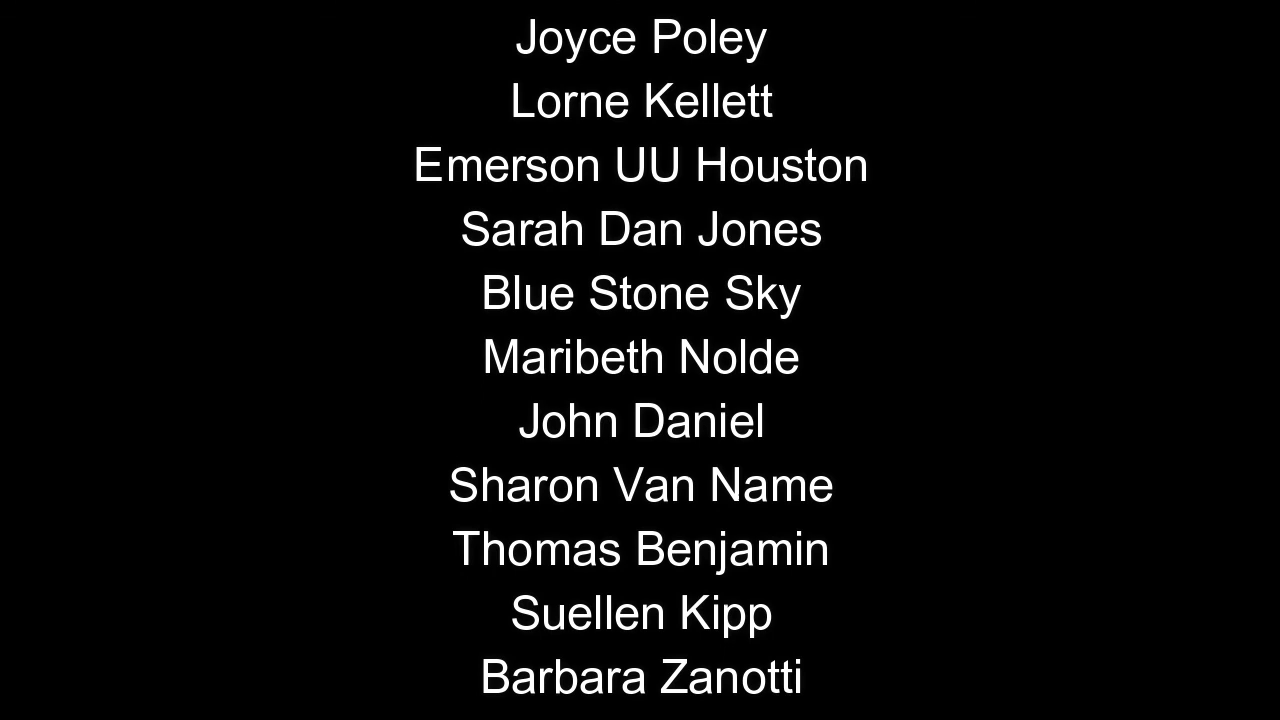 Joyce Poley
Lorne Kellett
Emerson UU Houston
Sarah Dan Jones
Blue Stone Sky
Maribeth Nolde
John Daniel
Sharon Van Name
Thomas Benjamin
Suellen Kipp
Barbara Zanotti